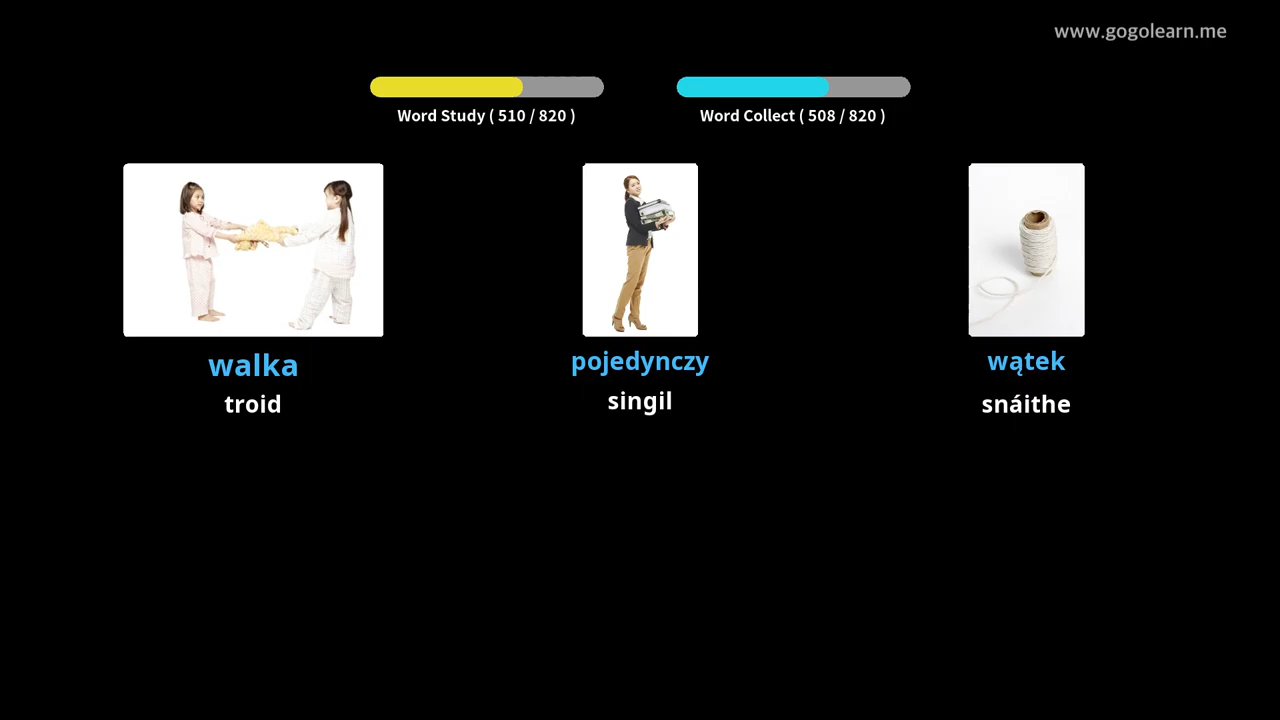 www.gogolearn.me
Word Study ( 510 / 820 )
Word Collect ( 508 / 820 )
walka
troid
pojedynczy
singil
wątek
snáithe